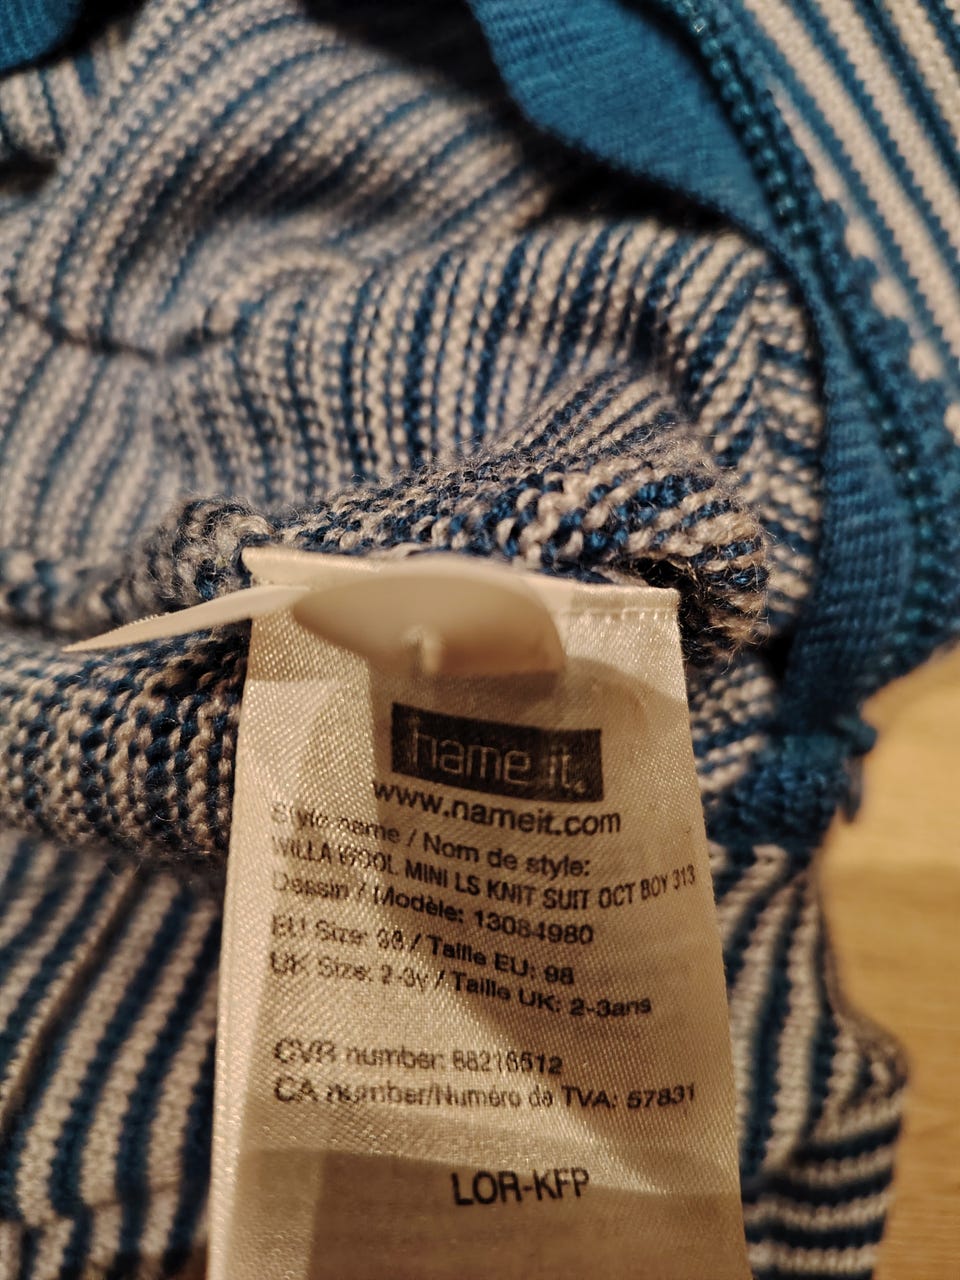 name it.
www.nameit.com
Style name / Nom de style:
WILLA WOOL MINI LS KNIT SUIT OCT BOY 313
Dessin / Modèle: 13084980
EU Size: 98 / Taille EU: 98
UK Size: 2-3y / Taille UK: 2-3ans
CVR number: 88216512
CA number/Numéro de TVA: 57831
LOR-KFP